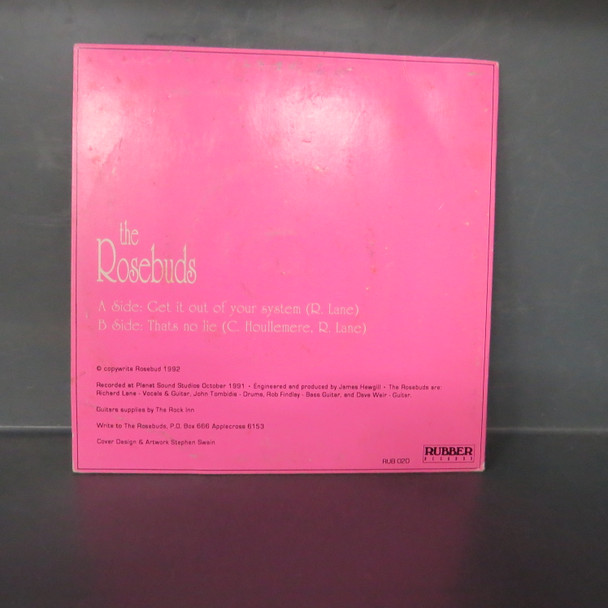 the
Rosebuds
A Side: Get it out of your system (R. Lane)
B Side: Thats no lie (C. Houllemere, R. Lane)
© copywrite Rosebud 1992
Recorded at Planet Sound Studios October 1991 • Engineered and produced by James Hewgill • The Rosebuds are:
Richard Lane - Vocals & Guitar, John Tombidis - Drums, Rob Findlay - Bass Guitar, and Dave Weir - Guitar.
Guitars supplies by The Rock Inn
Write to The Rosebuds, P.O. Box 666 Applecross 6153
Cover Design & Artwork Stephen Swain
RUB 020
RUBBER
RECORDS